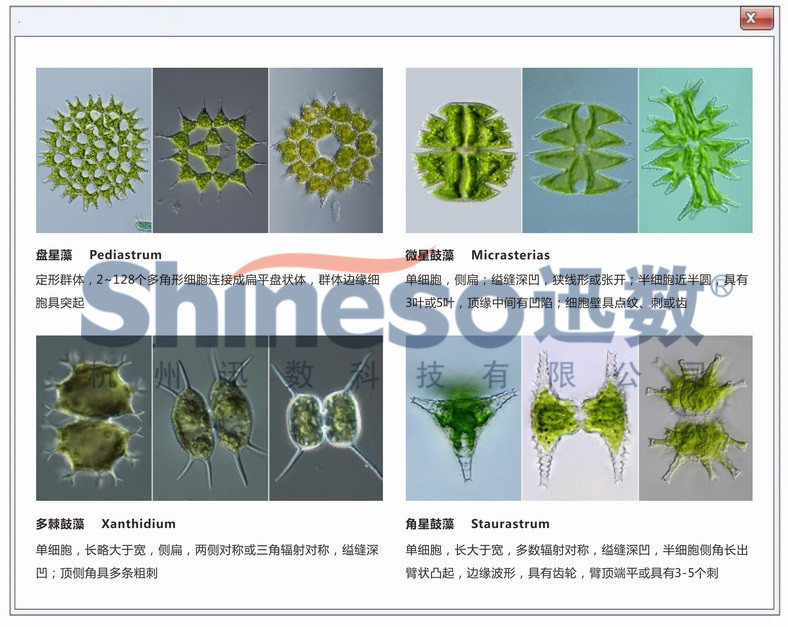 盘星藻 Pediastrum
定形群体，2~128个多角形细胞连接成扁平盘状体，群体边缘细
胞具突起
微星鼓藻 Micrasterias
单细胞，侧扁；缢缝深凹，狭线形或张开；半细胞近半圆，具有
3叶或5叶，顶缘中间有凹陷；细胞壁具点纹、刺或齿
Shineso迅数®
杭州迅数科技有限公司
多棘鼓藻 Xanthidium
单细胞，长略大于宽，侧扁，两侧对称或三角辐射对称，缢缝深
凹；顶侧角具多条粗刺
角星鼓藻 Staurastrum
单细胞，长大于宽，多数辐射对称，缢缝深凹，半细胞侧角长出
臂状凸起，边缘波形，具有齿轮，臂顶端平或具有3-5个刺